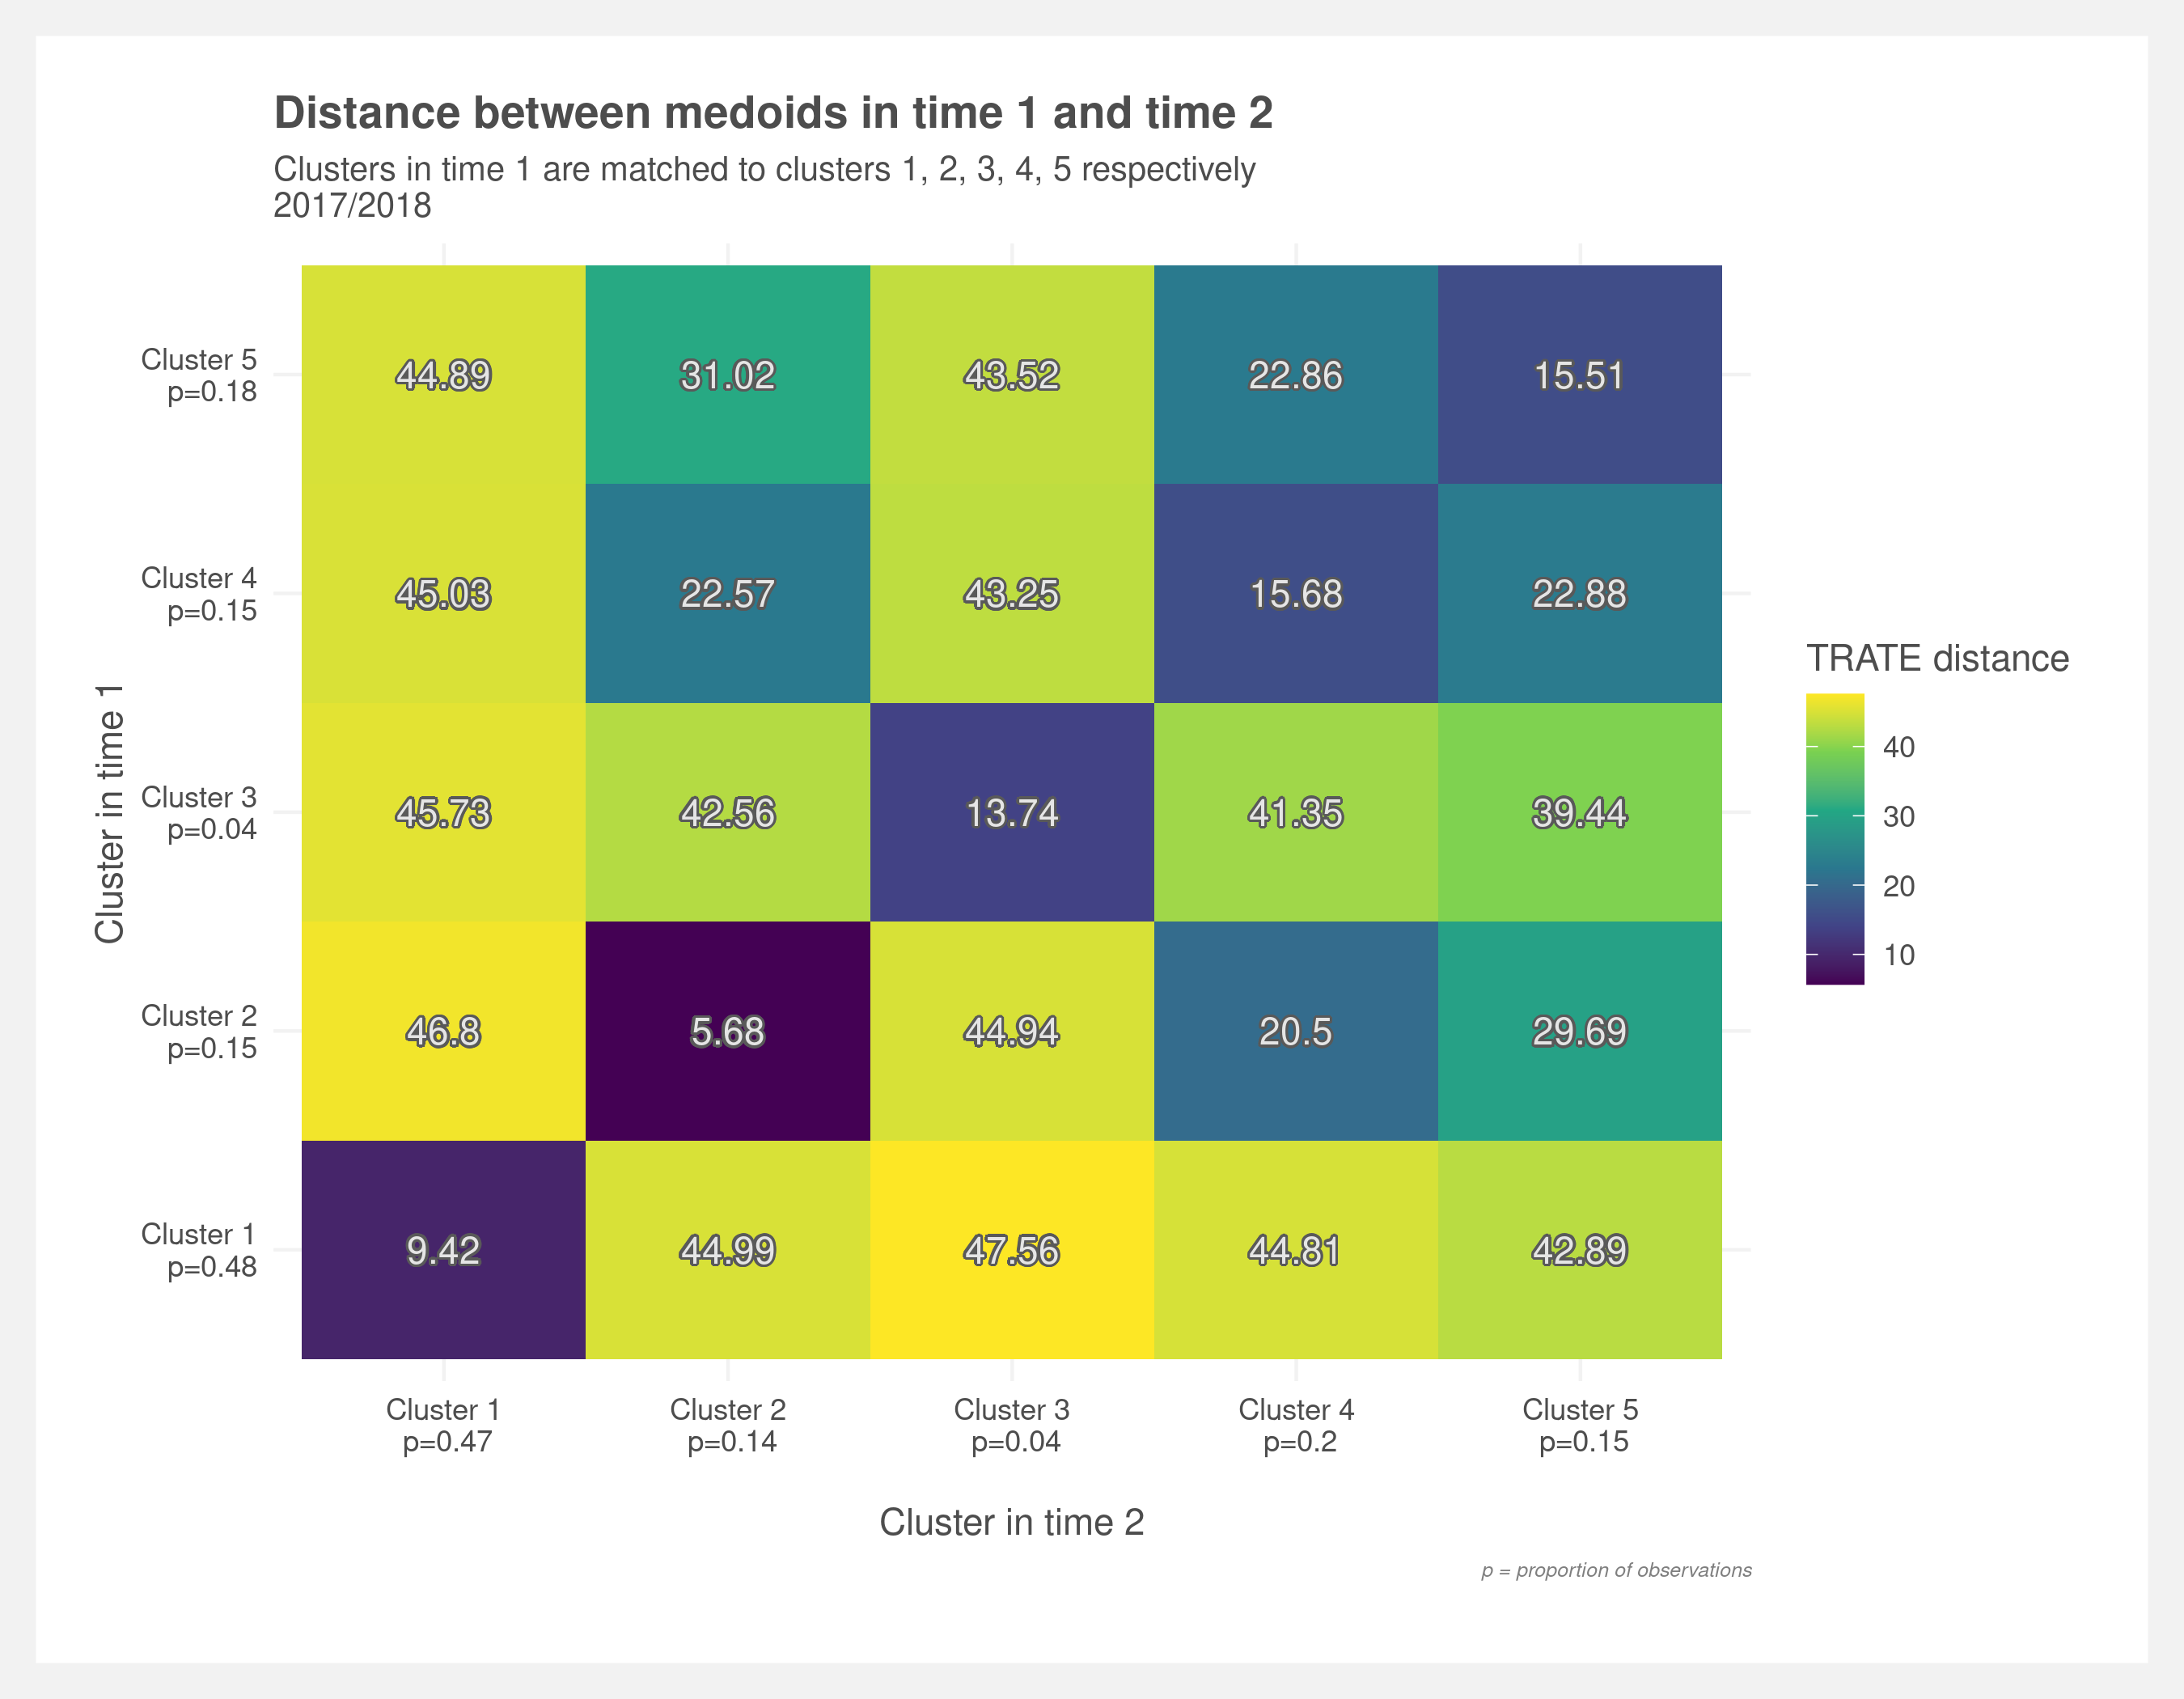 Distance between medoids in time 1 and time 2
Clusters in time 1 are matched to clusters 1, 2, 3, 4, 5 respectively
2017/2018
Cluster in time 1
Cluster 5
p=0.18
44.89 31.02 43.52 22.86 15.51
Cluster 4
p=0.15
45.03 22.57 43.25 15.68 22.88
Cluster 3
p=0.04
45.73 42.56 13.74 41.35 39.44
Cluster 2
p=0.15
46.8 5.68 44.94 20.5 29.69
Cluster 1
p=0.48
9.42 44.99 47.56 44.81 42.89
Cluster 1 Cluster 2 Cluster 3 Cluster 4 Cluster 5
p=0.47 p=0.14 p=0.04 p=0.2 p=0.15
Cluster in time 2
TRATE distance
40
30
20
10
p = proportion of observations